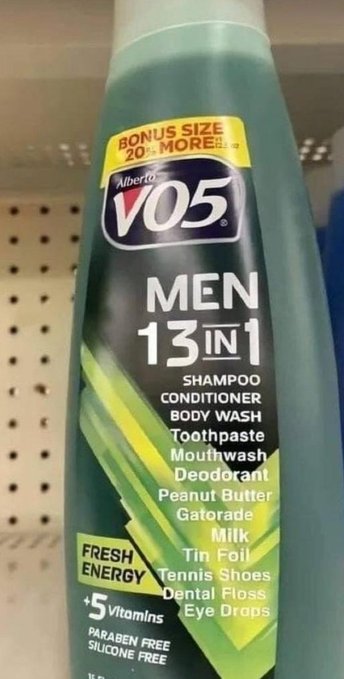 BONUS SIZE
20% MORE
Alberto
VO5®
MEN
13 IN 1
SHAMPOO
CONDITIONER
BODY WASH
Toothpaste
Mouthwash
Deodorant
Peanut Butter
Gatorade
Milk
Tin Foil
Tennis Shoes
Dental Floss
Eye Drops
FRESH
ENERGY
+5 Vitamins
PARABEN FREE
SILICONE FREE